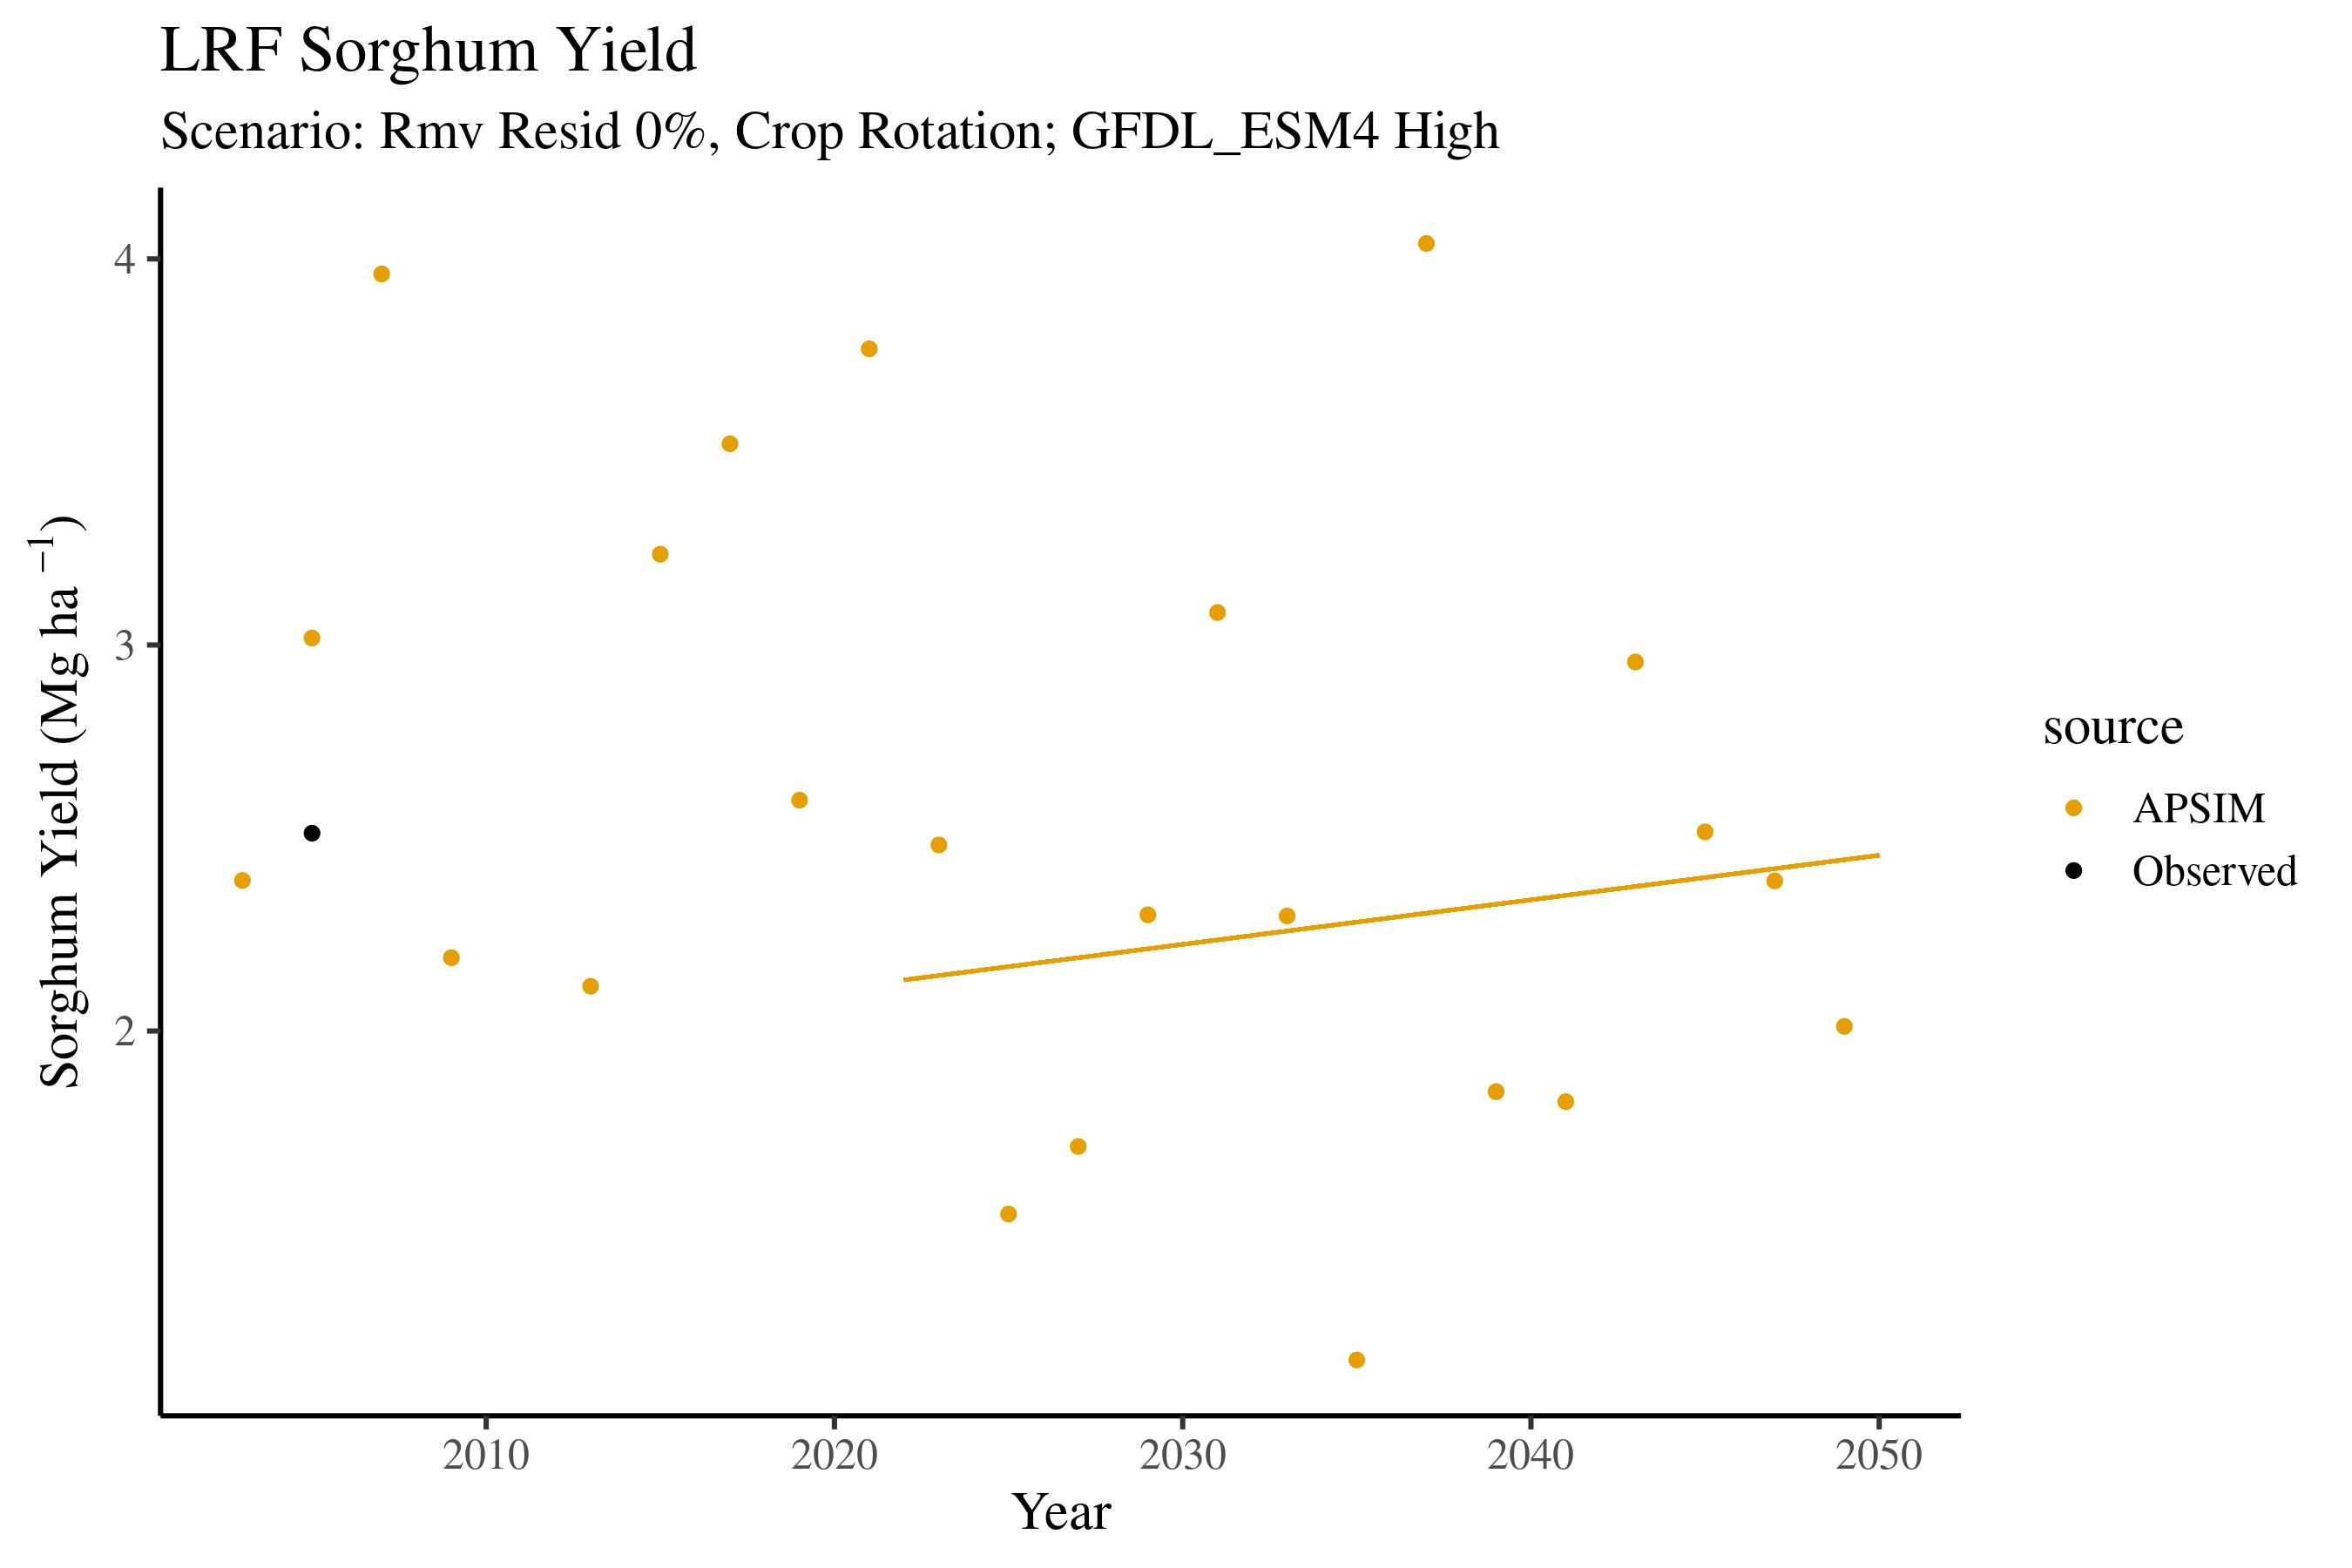 LRF Sorghum Yield
Scenario: Rmv Resid 0%, Crop Rotation; GFDL_ESM4 High
Sorghum Yield (Mg ha −1)
4
3
2
2010
2020
2030
2040
2050
Year
source
APSIM
Observed